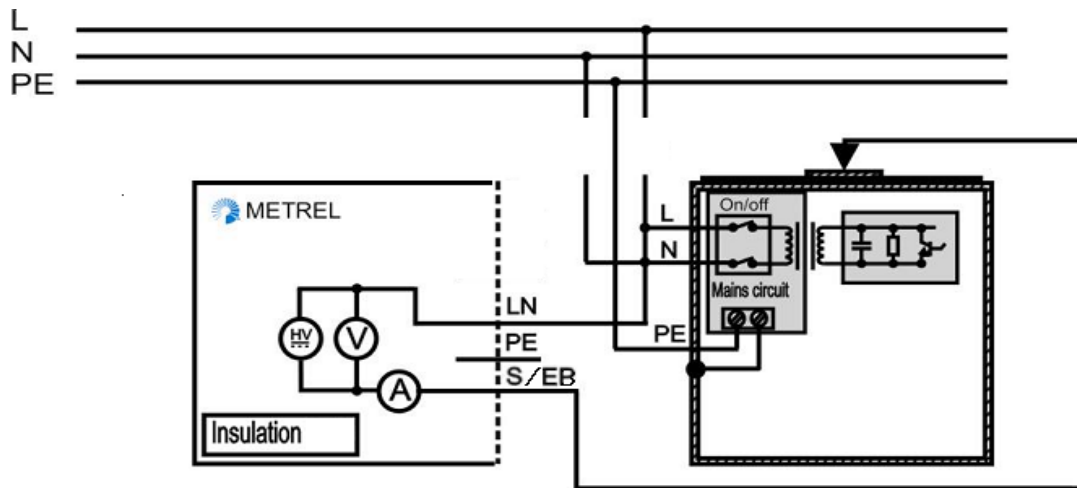 L
N
PE
METREL
On/off
L
N
Mains circuit
LN
PE
PE
S/EB
HV
V
A
Insulation